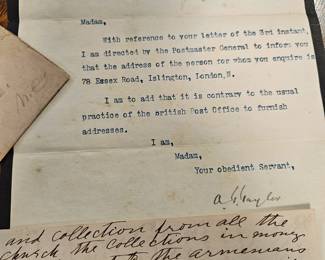 Madam,
With reference to your letter of the 3rd instant,
I am directed by the Postmaster General to inform you
that the address of the person for whom you enquire is
78 Essex Road, Islington, London,N.
I am to add that it is contrary to the usual
practice of the British Post Office to furnish
addresses.
I am,
Madam,
Your obedient Servant,
and collection from all the
church the collections in money
to the Armenians